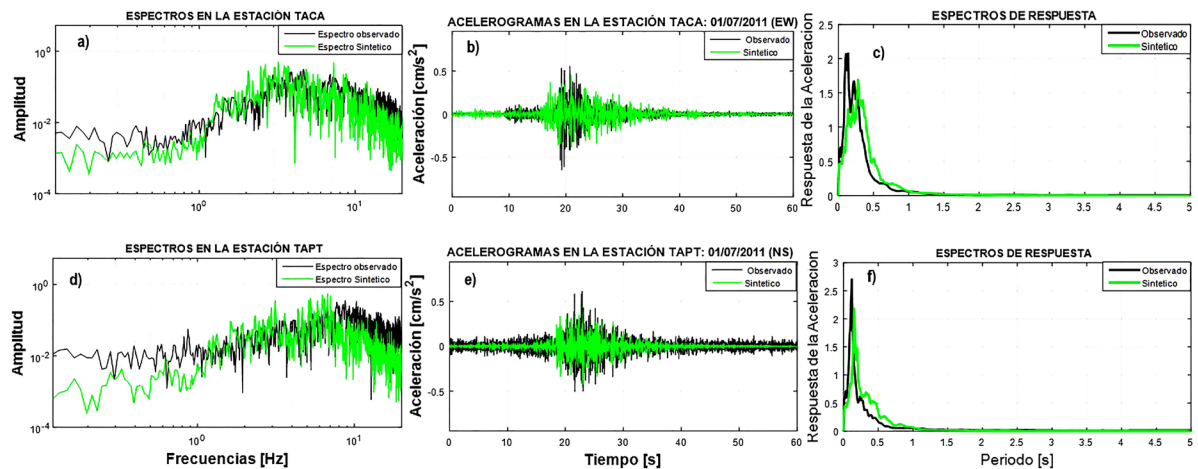 ESPECTROS EN LA ESTACIÓN TACA
a)
Espectro observado
Espectro Sintetico
Amplitud
10^0
10^-2
10^-4
10^0
10^1
ACELEROGRAMAS EN LA ESTACIÓN TACA: 01/07/2011 (EW)
b)
Observado
Sintetico
Aceleración [cm/s^2]
0.5
0
-0.5
0 10 20 30 40 50 60
ESPECTROS DE RESPUESTA
c)
Observado
Sintetico
Respuesta de la Aceleracion
2.5
2
1.5
1
0.5
0
0 0.5 1 1.5 2 2.5 3 3.5 4 4.5 5
ESPECTROS EN LA ESTACIÓN TAPT
d)
Espectro observado
Espectro Sintetico
Amplitud
10^0
10^-2
10^-4
10^0
10^1
Frecuencias [Hz]
ACELEROGRAMAS EN LA ESTACIÓN TAPT: 01/07/2011 (NS)
e)
Observado
Sintetico
Aceleración [cm/s^2]
0.5
0
-0.5
0 10 20 30 40 50 60
Tiempo [s]
ESPECTROS DE RESPUESTA
f)
Observado
Sintetico
Respuesta de la Aceleracion
3
2.5
2
1.5
1
0.5
0
0 0.5 1 1.5 2 2.5 3 3.5 4 4.5 5
Periodo [s]